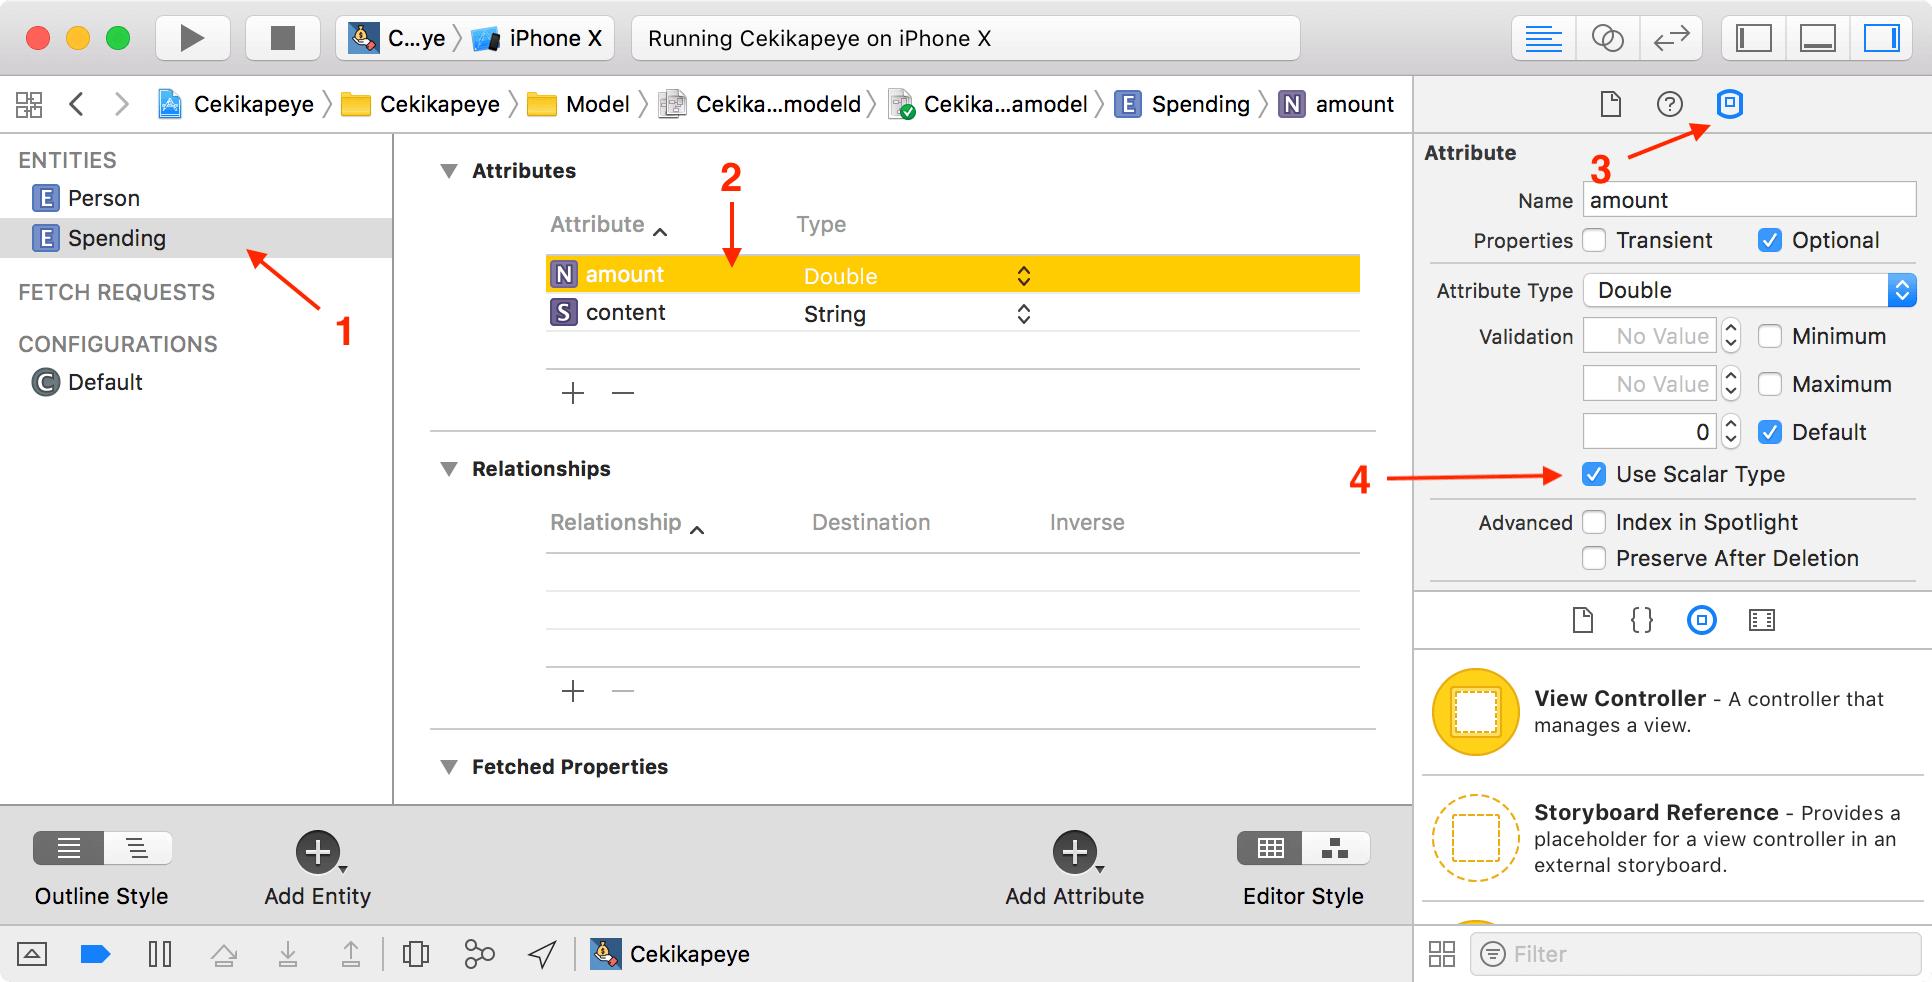 C...ye iPhone X
Running Cekikapeye on iPhone X
Cekikapeye Cekikapeye Model Cekika...modeld Cekika...amodel E Spending N amount
ENTITIES
E Person
E Spending
1
FETCH REQUESTS
CONFIGURATIONS
C Default
Attributes
2
Attribute Type
N amount Double
S content String
Relationships
Relationship Destination Inverse
Fetched Properties
3
Attribute
Name amount
Properties Transient Optional
Attribute Type Double
Validation No Value Minimum
No Value Maximum
0 Default
4
Use Scalar Type
Advanced Index in Spotlight
Preserve After Deletion
{}
View Controller - A controller that
manages a view.
Storyboard Reference - Provides a
placeholder for a view controller in an
external storyboard.
Outline Style Add Entity Add Attribute Editor Style
Cekikapeye
Filter